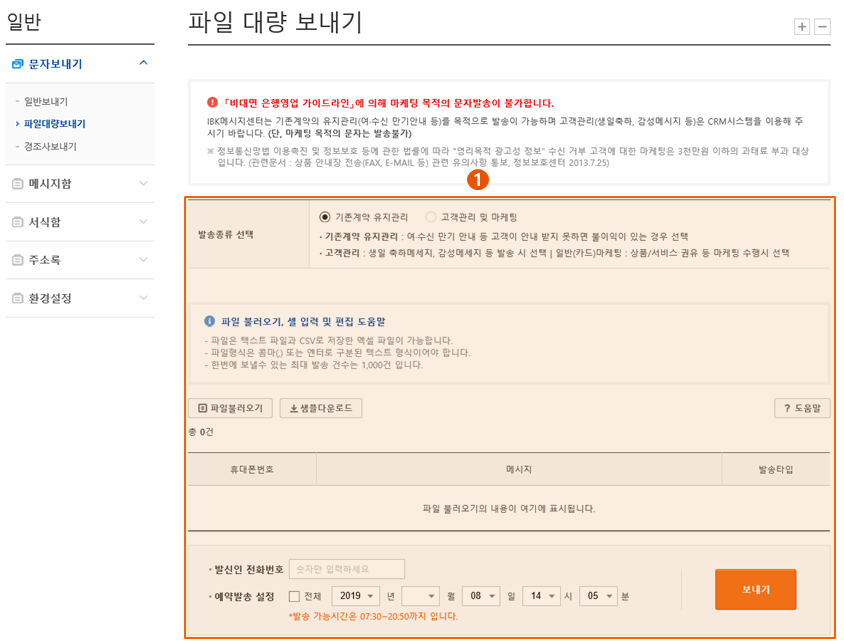 일반
문자보내기
- 일반보내기
› 파일대량보내기
- 경조사보내기
메시지함
서식함
주소록
환경설정
파일 대량 보내기
「비대면 은행영업 가이드라인」에 의해 마케팅 목적의 문자발송이 불가합니다.
IBK메시지센터는 기존계약의 유지관리(여·수신 만기안내 등)를 목적으로 발송이 가능하며 고객관리(생일축하, 감성메시지 등)은 CRM시스템을 이용해 주
시기 바랍니다. (단, 마케팅 목적의 문자는 발송불가)
※ 정보통신망법 이용촉진 및 정보보호 등에 관한 법률에 따라 "영리목적 광고성 정보" 수신 거부 고객에 대한 마케팅은 3천만원 이하의 과태료 부과 대상
입니다. (관련문서 : 상품 안내장 전송(FAX, E-MAIL 등) 관련 유의사항 통보, 정보보호센터 2013.7.25)
1
발송종류 선택
기존계약 유지관리 고객관리 및 마케팅
· 기존계약 유지관리 : 여·수신 만기 안내 등 고객이 안내 받지 못하면 불이익이 있는 경우 선택
· 고객관리 : 생일 축하메세지, 감성메세지 등 발송 시 선택 | 일반(카드)마케팅 : 상품/서비스 권유 등 마케팅 수행시 선택
파일 불러오기, 셀 입력 및 편집 도움말
- 파일은 텍스트 파일과 CSV로 저장한 엑셀 파일이 가능합니다.
- 파일형식은 콤마(,) 또는 엔터로 구분된 텍스트 형식이어야 합니다.
- 한번에 보낼수 있는 최대 발송 건수는 1,000건 입니다.
파일불러오기 샘플다운로드 ? 도움말
총 0건
휴대폰번호 메시지 발송타입
파일 불러오기의 내용이 여기에 표시됩니다.
· 발신인 전화번호 숫자만 입력하세요
· 예약발송 설정 전체 2019 년 월 08 일 14 시 05 분
*발송 가능시간은 07:30~20:50까지 입니다.
보내기